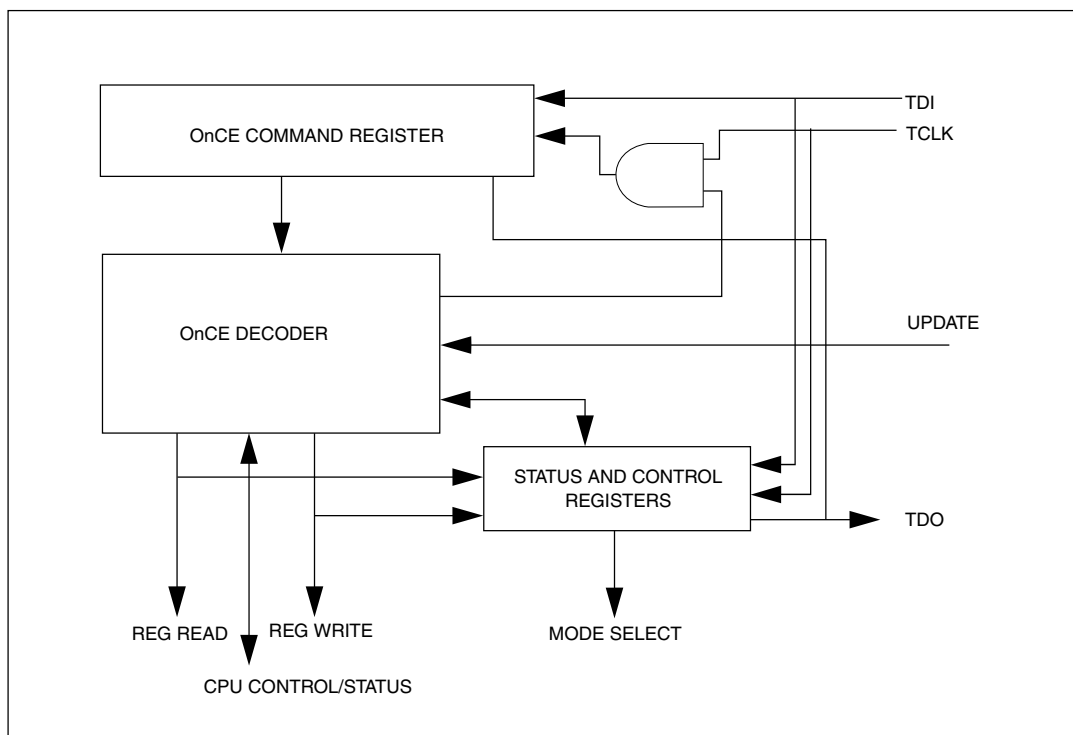 TDI
OnCE COMMAND REGISTER
TCLK
OnCE DECODER
UPDATE
STATUS AND CONTROL
REGISTERS
TDO
REG READ
REG WRITE
MODE SELECT
CPU CONTROL/STATUS